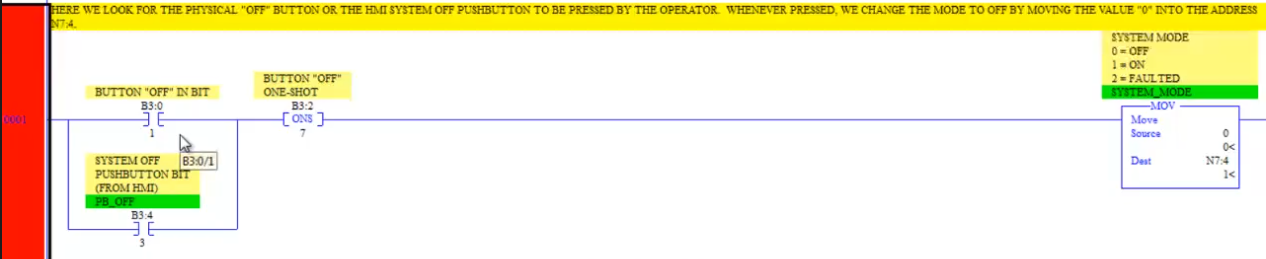 HERE WE LOOK FOR THE PHYSICAL "OFF" BUTTON OR THE HMI SYSTEM OFF PUSHBUTTON TO BE PRESSED BY THE OPERATOR.  WHENEVER PRESSED, WE CHANGE THE MODE TO OFF BY MOVING THE VALUE "0" INTO THE ADDRESS
N7:4.
SYSTEM MODE
0 = OFF
1 = ON
2 = FAULTED
SYSTEM_MODE
BUTTON "OFF" IN BIT
B3:0
1
BUTTON "OFF"
ONE-SHOT
B3:2
ONS
7
0001
MOV
Move
Source 0
0<
Dest N7:4
1<
B3:0/1
SYSTEM OFF
PUSHBUTTON BIT
(FROM HMI)
PB_OFF
B3:4
3